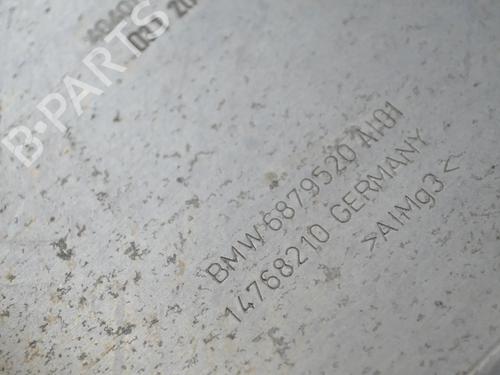 B-PARTS
BMW 6879520 AI01
14768210 GERMANY
>AlMg3<